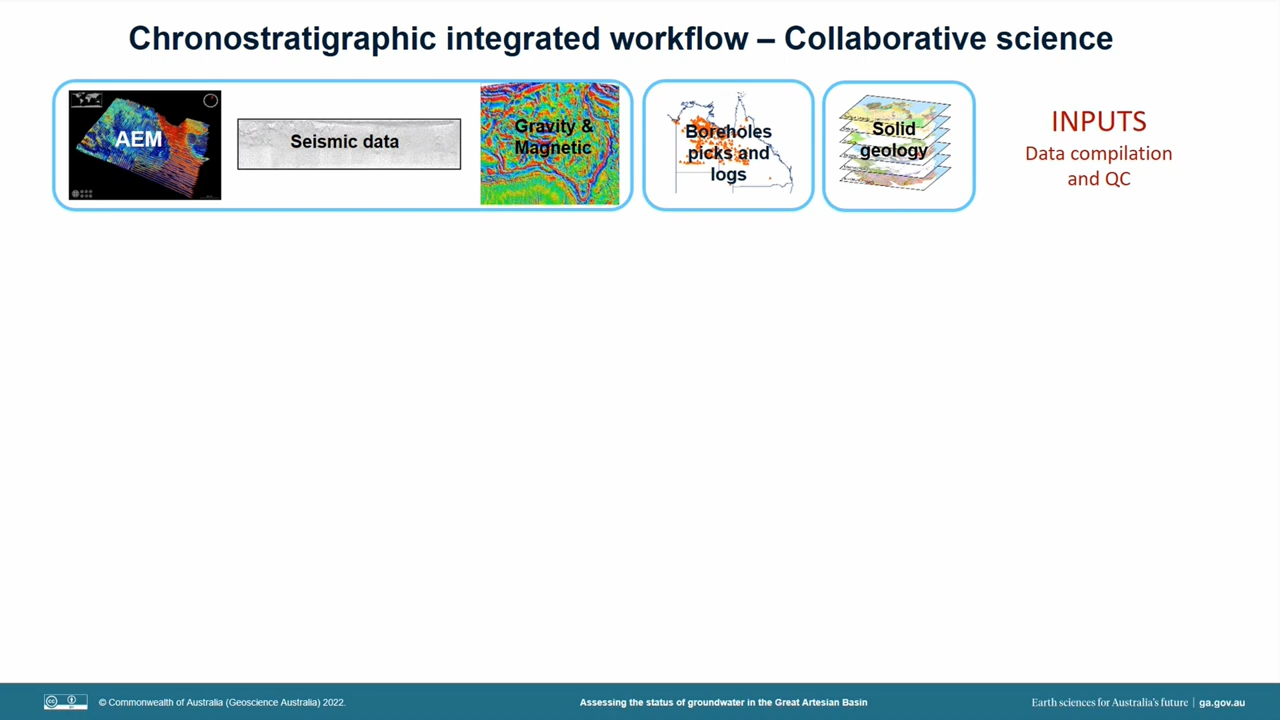 Chronostratigraphic integrated workflow – Collaborative science
AEM
Seismic data
Gravity &
Magnetic
Boreholes
picks and
logs
Solid
geology
INPUTS
Data compilation
and QC
© Commonwealth of Australia (Geoscience Australia) 2022.
Assessing the status of groundwater in the Great Artesian Basin
Earth sciences for Australia's future | ga.gov.au